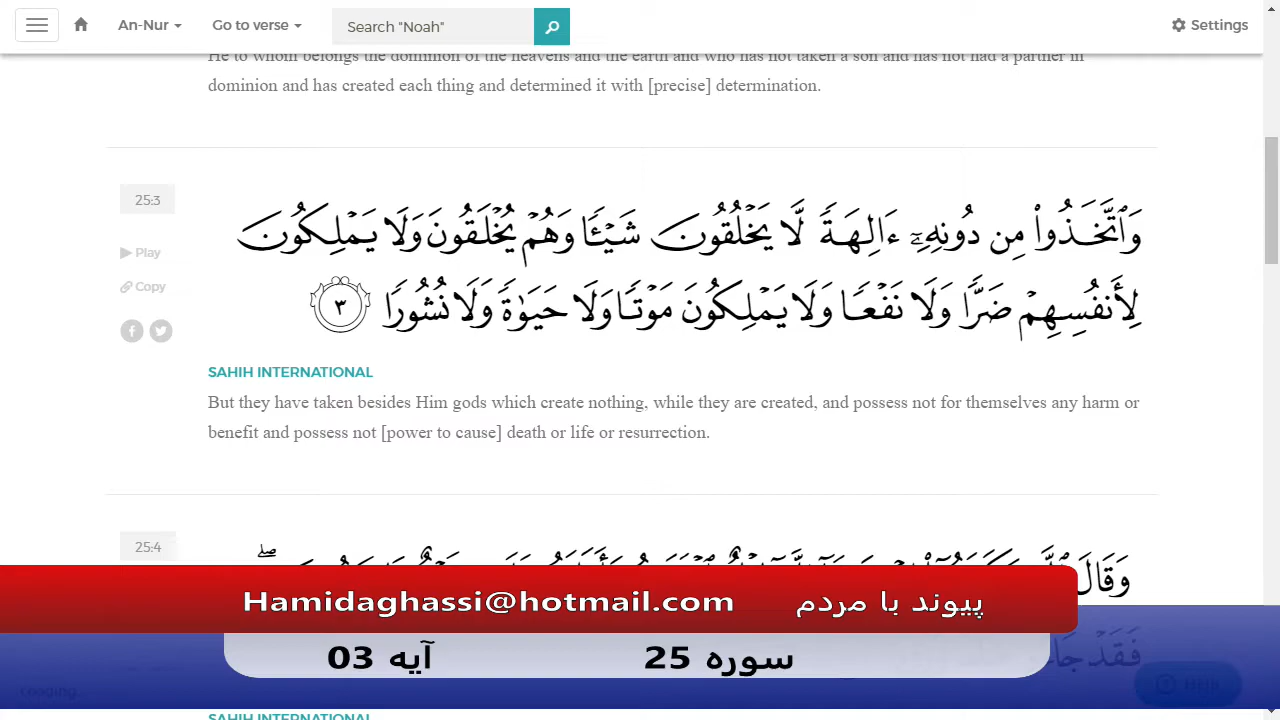 An-Nur
Go to verse
Search "Noah"
Settings
He to whom belongs the dominion of the heavens and the earth and who has not taken a son and has not had a partner in
dominion and has created each thing and determined it with [precise] determination.
25:3
وَٱتَّخَذُوا۟ مِن دُونِهِۦٓ ءَالِهَةً لَّا يَخْلُقُونَ شَيْـًٔا وَهُمْ يُخْلَقُونَ وَلَا يَمْلِكُونَ
Play
لِأَنفُسِهِمْ ضَرًّا وَلَا نَفْعًا وَلَا يَمْلِكُونَ مَوْتًا وَلَا حَيَوٰةً وَلَا نُشُورًا ٣
Copy
SAHIH INTERNATIONAL
But they have taken besides Him gods which create nothing, while they are created, and possess not for themselves any harm or
benefit and possess not [power to cause] death or life or resurrection.
25:4
وَقَالَ
پیوند با مردم Hamidaghassi@hotmail.com
سوره 25 آیه 03
فَقَدْ
Loading
Help
SAHIH INTERNATIONAL